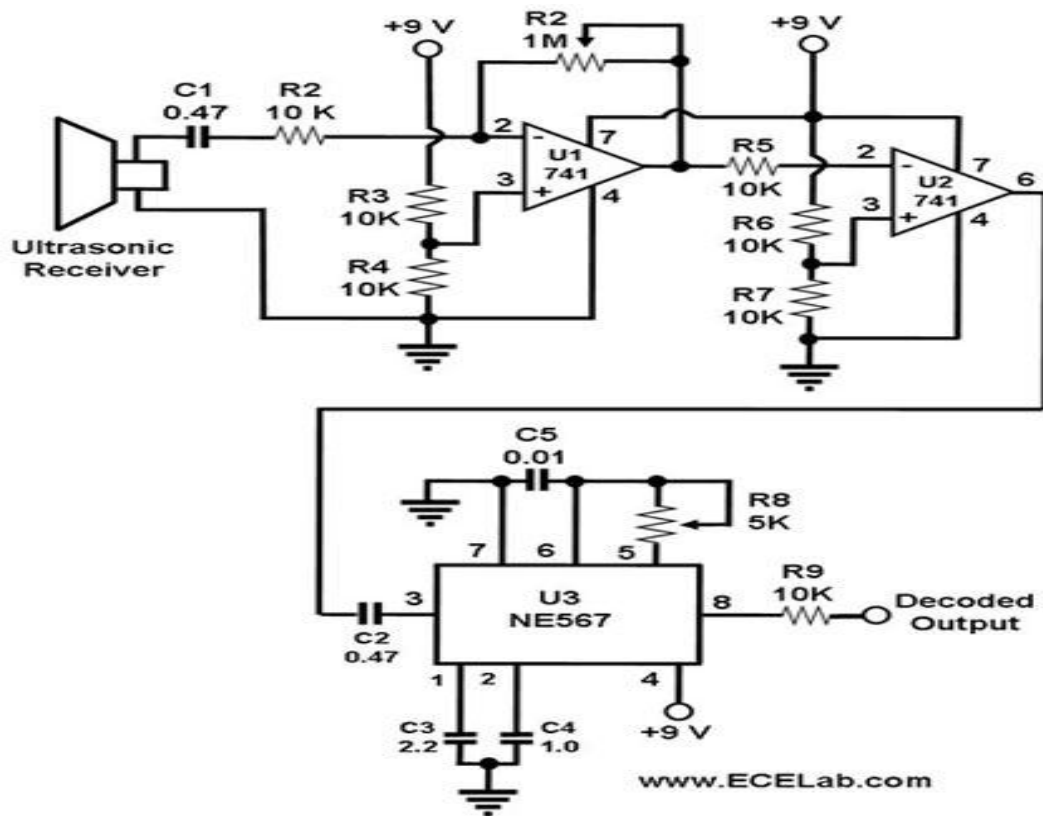 +9 V
R2
1M
+9 V
C1
0.47
R2
10 K
2
-
7
U1
741
3
+
4
R3
10K
R4
10K
Ultrasonic
Receiver
R5
10K
2
-
7
6
U2
741
3
+
4
R6
10K
R7
10K
C5
0.01
R8
5K
7
6
5
3
U3
NE567
8
R9
10K
Decoded
Output
C2
0.47
1
2
4
C3
2.2
C4
1.0
+9 V
www.ECELab.com